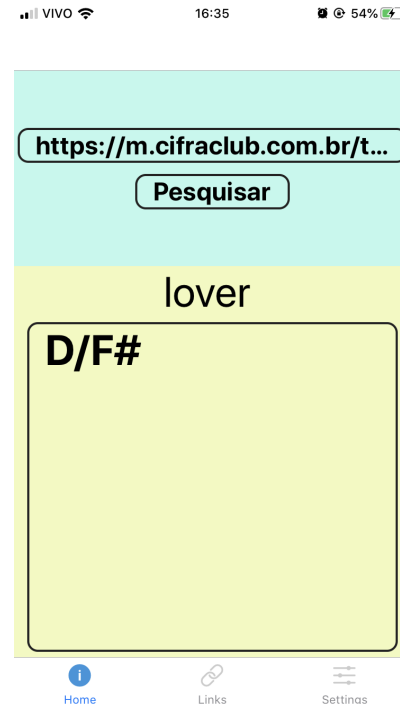 VIVO 16:35 54%
https://m.cifraclub.com.br/t...
Pesquisar
lover
D/F#
Home Links Settings